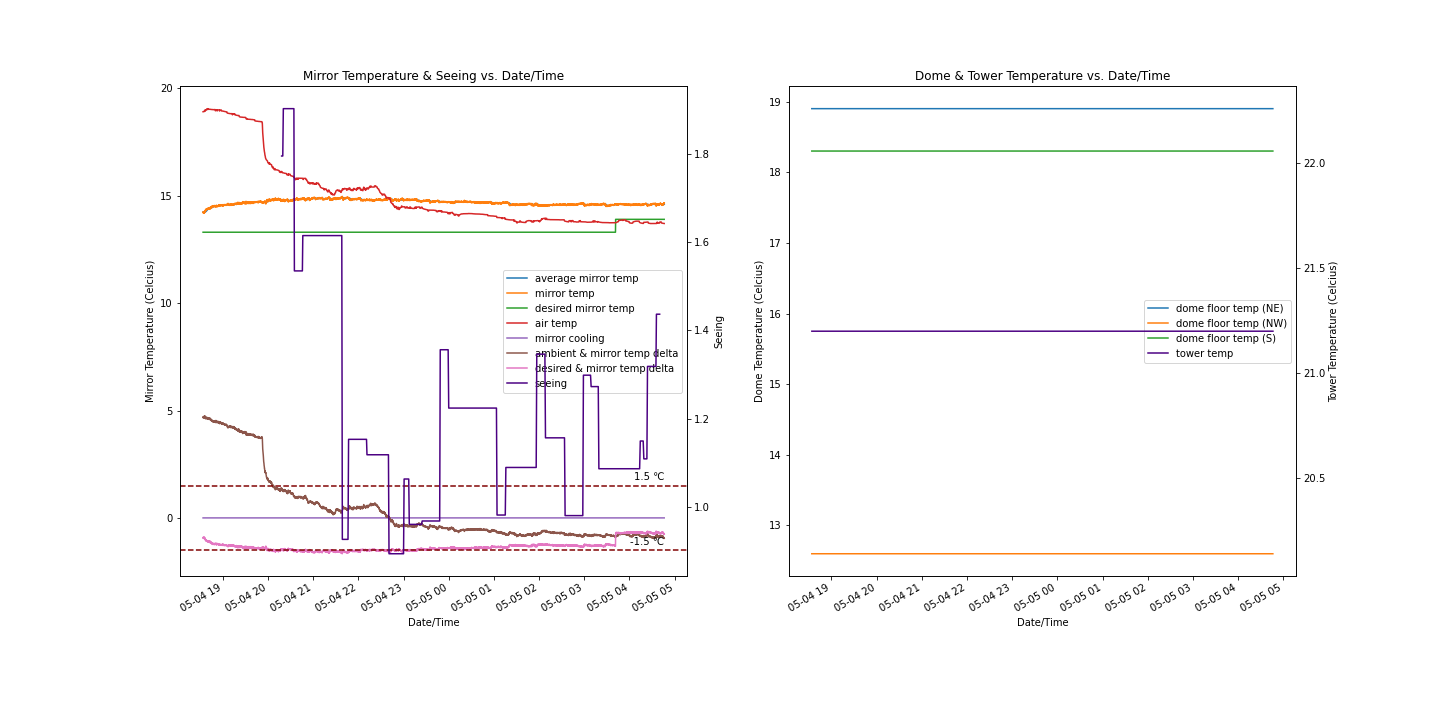 Mirror Temperature & Seeing vs. Date/Time
Mirror Temperature (Celcius)
20
15
10
5
0
1.8
1.6
1.4
1.2
1.0
Seeing
average mirror temp
mirror temp
desired mirror temp
air temp
mirror cooling
ambient & mirror temp delta
desired & mirror temp delta
seeing
1.5 °C
-1.5 °C
05-04 19
05-04 20
05-04 21
05-04 22
05-04 23
05-05 00
05-05 01
05-05 02
05-05 03
05-05 04
05-05 05
Date/Time
Dome & Tower Temperature vs. Date/Time
Dome Temperature (Celcius)
19
18
17
16
15
14
13
22.0
21.5
21.0
20.5
Tower Temperature (Celcius)
dome floor temp (NE)
dome floor temp (NW)
dome floor temp (S)
tower temp
05-04 19
05-04 20
05-04 21
05-04 22
05-04 23
05-05 00
05-05 01
05-05 02
05-05 03
05-05 04
05-05 05
Date/Time